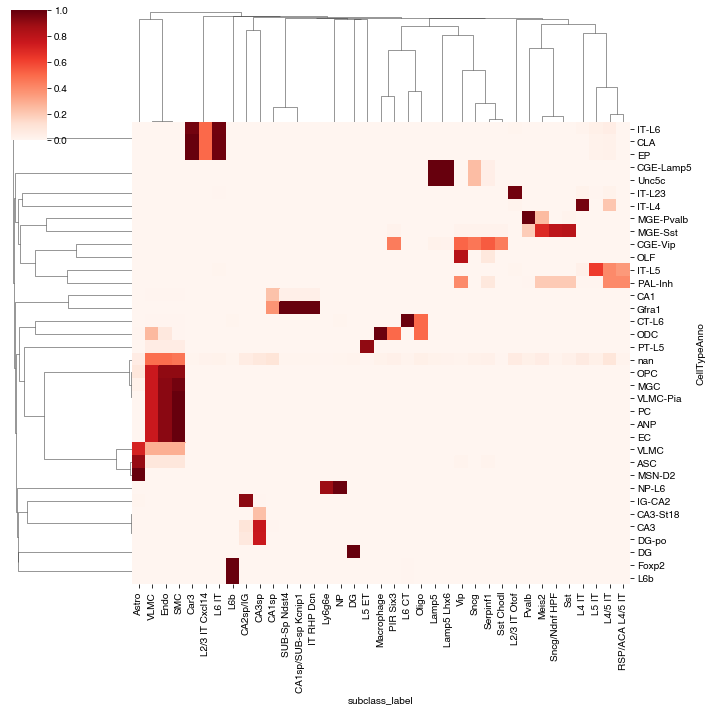 1.0
0.8
0.6
0.4
0.2
0.0
IT-L6
CLA
EP
CGE-Lamp5
Unc5c
IT-L23
IT-L4
MGE-Pvalb
MGE-Sst
CGE-Vip
OLF
IT-L5
PAL-Inh
CA1
Gfra1
CT-L6
ODC
PT-L5
nan
OPC
MGC
VLMC-Pia
PC
ANP
EC
VLMC
ASC
MSN-D2
NP-L6
IG-CA2
CA3-St18
CA3
DG-po
DG
Foxp2
L6b
CellTypeAnno
Astro
VLMC
Endo
SMC
Car3
L2/3 IT Cxcl14
L6 IT
L6b
CA2sp/IG
CA3sp
CA1sp
SUB-Sp Ndst4
CA1sp/SUB-sp Kcnip1
IT RHP Dcn
Ly6g6e
NP
DG
L5 ET
Macrophage
PIR Six3
L6 CT
Oligo
Lamp5
Lamp5 Lhx6
Vip
Sncg
Serpinf1
Sst Chodl
L2/3 IT Otof
Pvalb
Meis2
Sncg/Ndnf HPF
Sst
L4 IT
L5 IT
L4/5 IT
RSP/ACA L4/5 IT
subclass_label